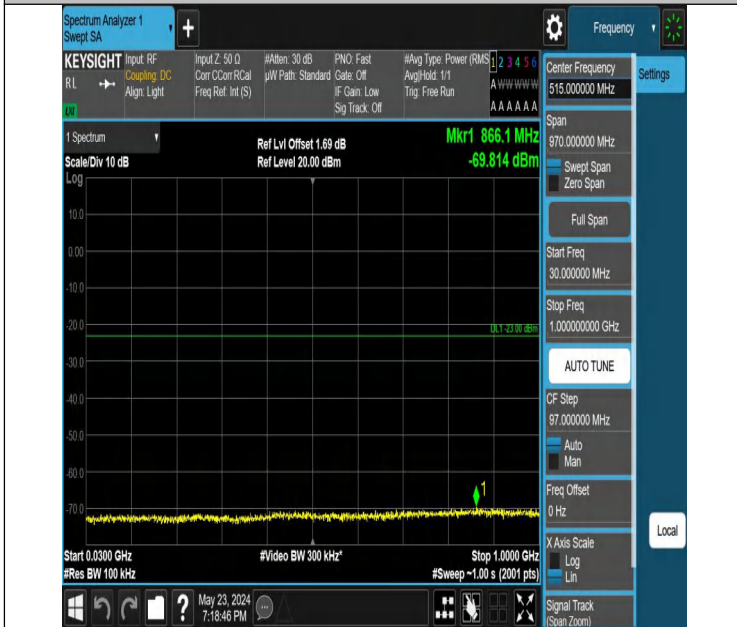 Spectrum Analyzer 1
Swept SA
+
Frequency
KEYSIGHT
RL
Input: RF
Coupling: DC
Align: Light
Input Z: 50 Ω
Corr CCorr RCal
Freq Ref: Int (S)
#Atten: 30 dB
µW Path: Standard
PNO: Fast
Gate: Off
IF Gain: Low
Sig Track: Off
#Avg Type: Power (RMS
Avg|Hold: 1/1
Trig: Free Run
1 2 3 4 5 6
A W W W W W
A A A A A A
1 Spectrum
Scale/Div 10 dB
Log
Ref Lvl Offset 1.69 dB
Ref Level 20.00 dBm
Mkr1 866.1 MHz
-69.814 dBm
10.0
0.00
-10.0
-20.0
DL1 -23.00 dBm
-30.0
-40.0
-50.0
-60.0
-70.0
1
Start 0.0300 GHz
#Res BW 100 kHz
#Video BW 300 kHz*
Stop 1.0000 GHz
#Sweep ~1.00 s (2001 pts)
?
May 23, 2024
7:18:46 PM
Center Frequency
515.000000 MHz
Settings
Span
970.000000 MHz
Swept Span
Zero Span
Full Span
Start Freq
30.000000 MHz
Stop Freq
1.000000000 GHz
AUTO TUNE
CF Step
97.000000 MHz
Auto
Man
Freq Offset
0 Hz
X Axis Scale
Log
Lin
Local
Signal Track
(Span Zoom)